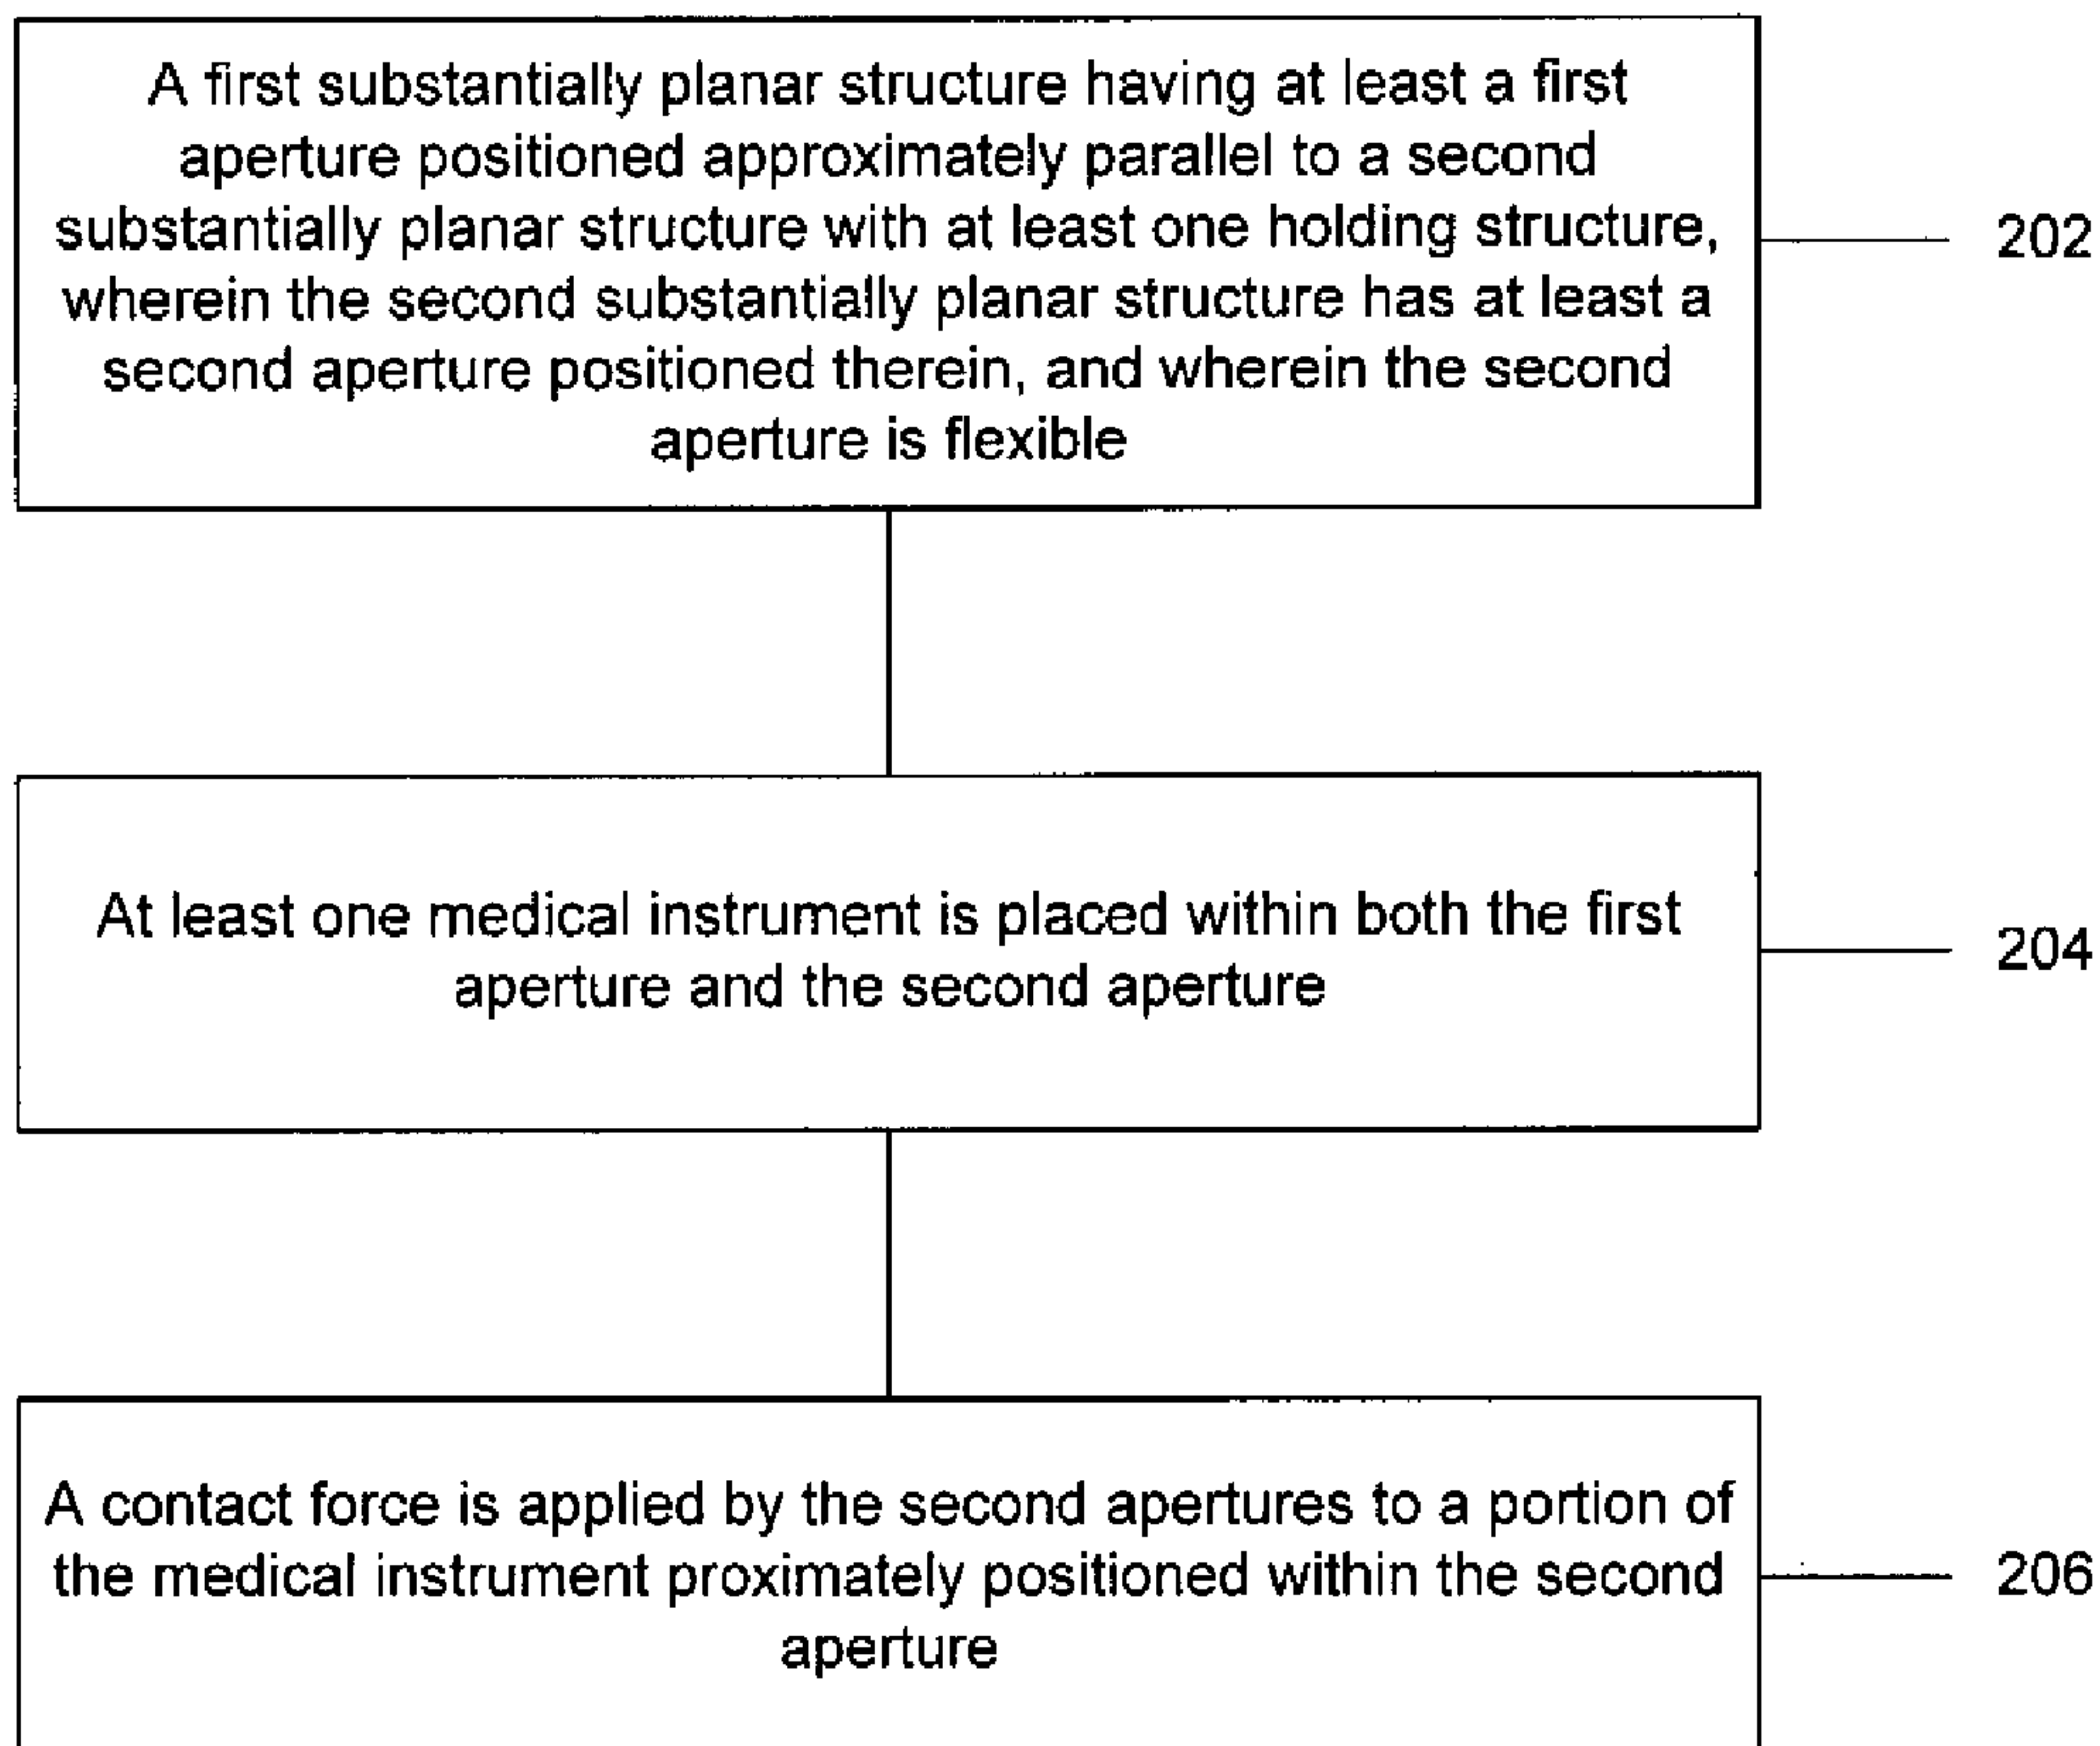 A first substantially planar structure having at least a first
aperture positioned approximately parallel to a second
substantially planar structure with at least one holding structure,
wherein the second substantially planar structure has at least a
second aperture positioned therein, and wherein the second
aperture is flexible
202
At least one medical instrument is placed within both the first
aperture and the second aperture
204
A contact force is applied by the second apertures to a portion of
the medical instrument proximately positioned within the second
aperture
206